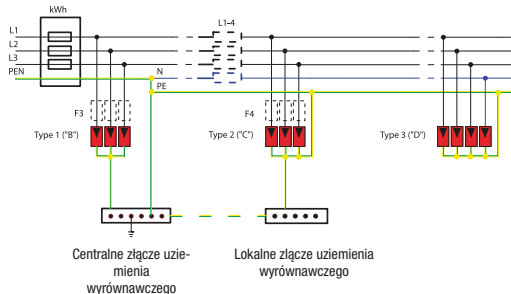 kWh
L1-4
L1
L2
L3
PEN
N
PE
F3
F4
Type 1 ("B")
Type 2 ("C")
Type 3 ("D")
Centralne złącze uzie-
mienia
wyrównawczego
Lokalne zlącze uziemienia
wyrównawczego